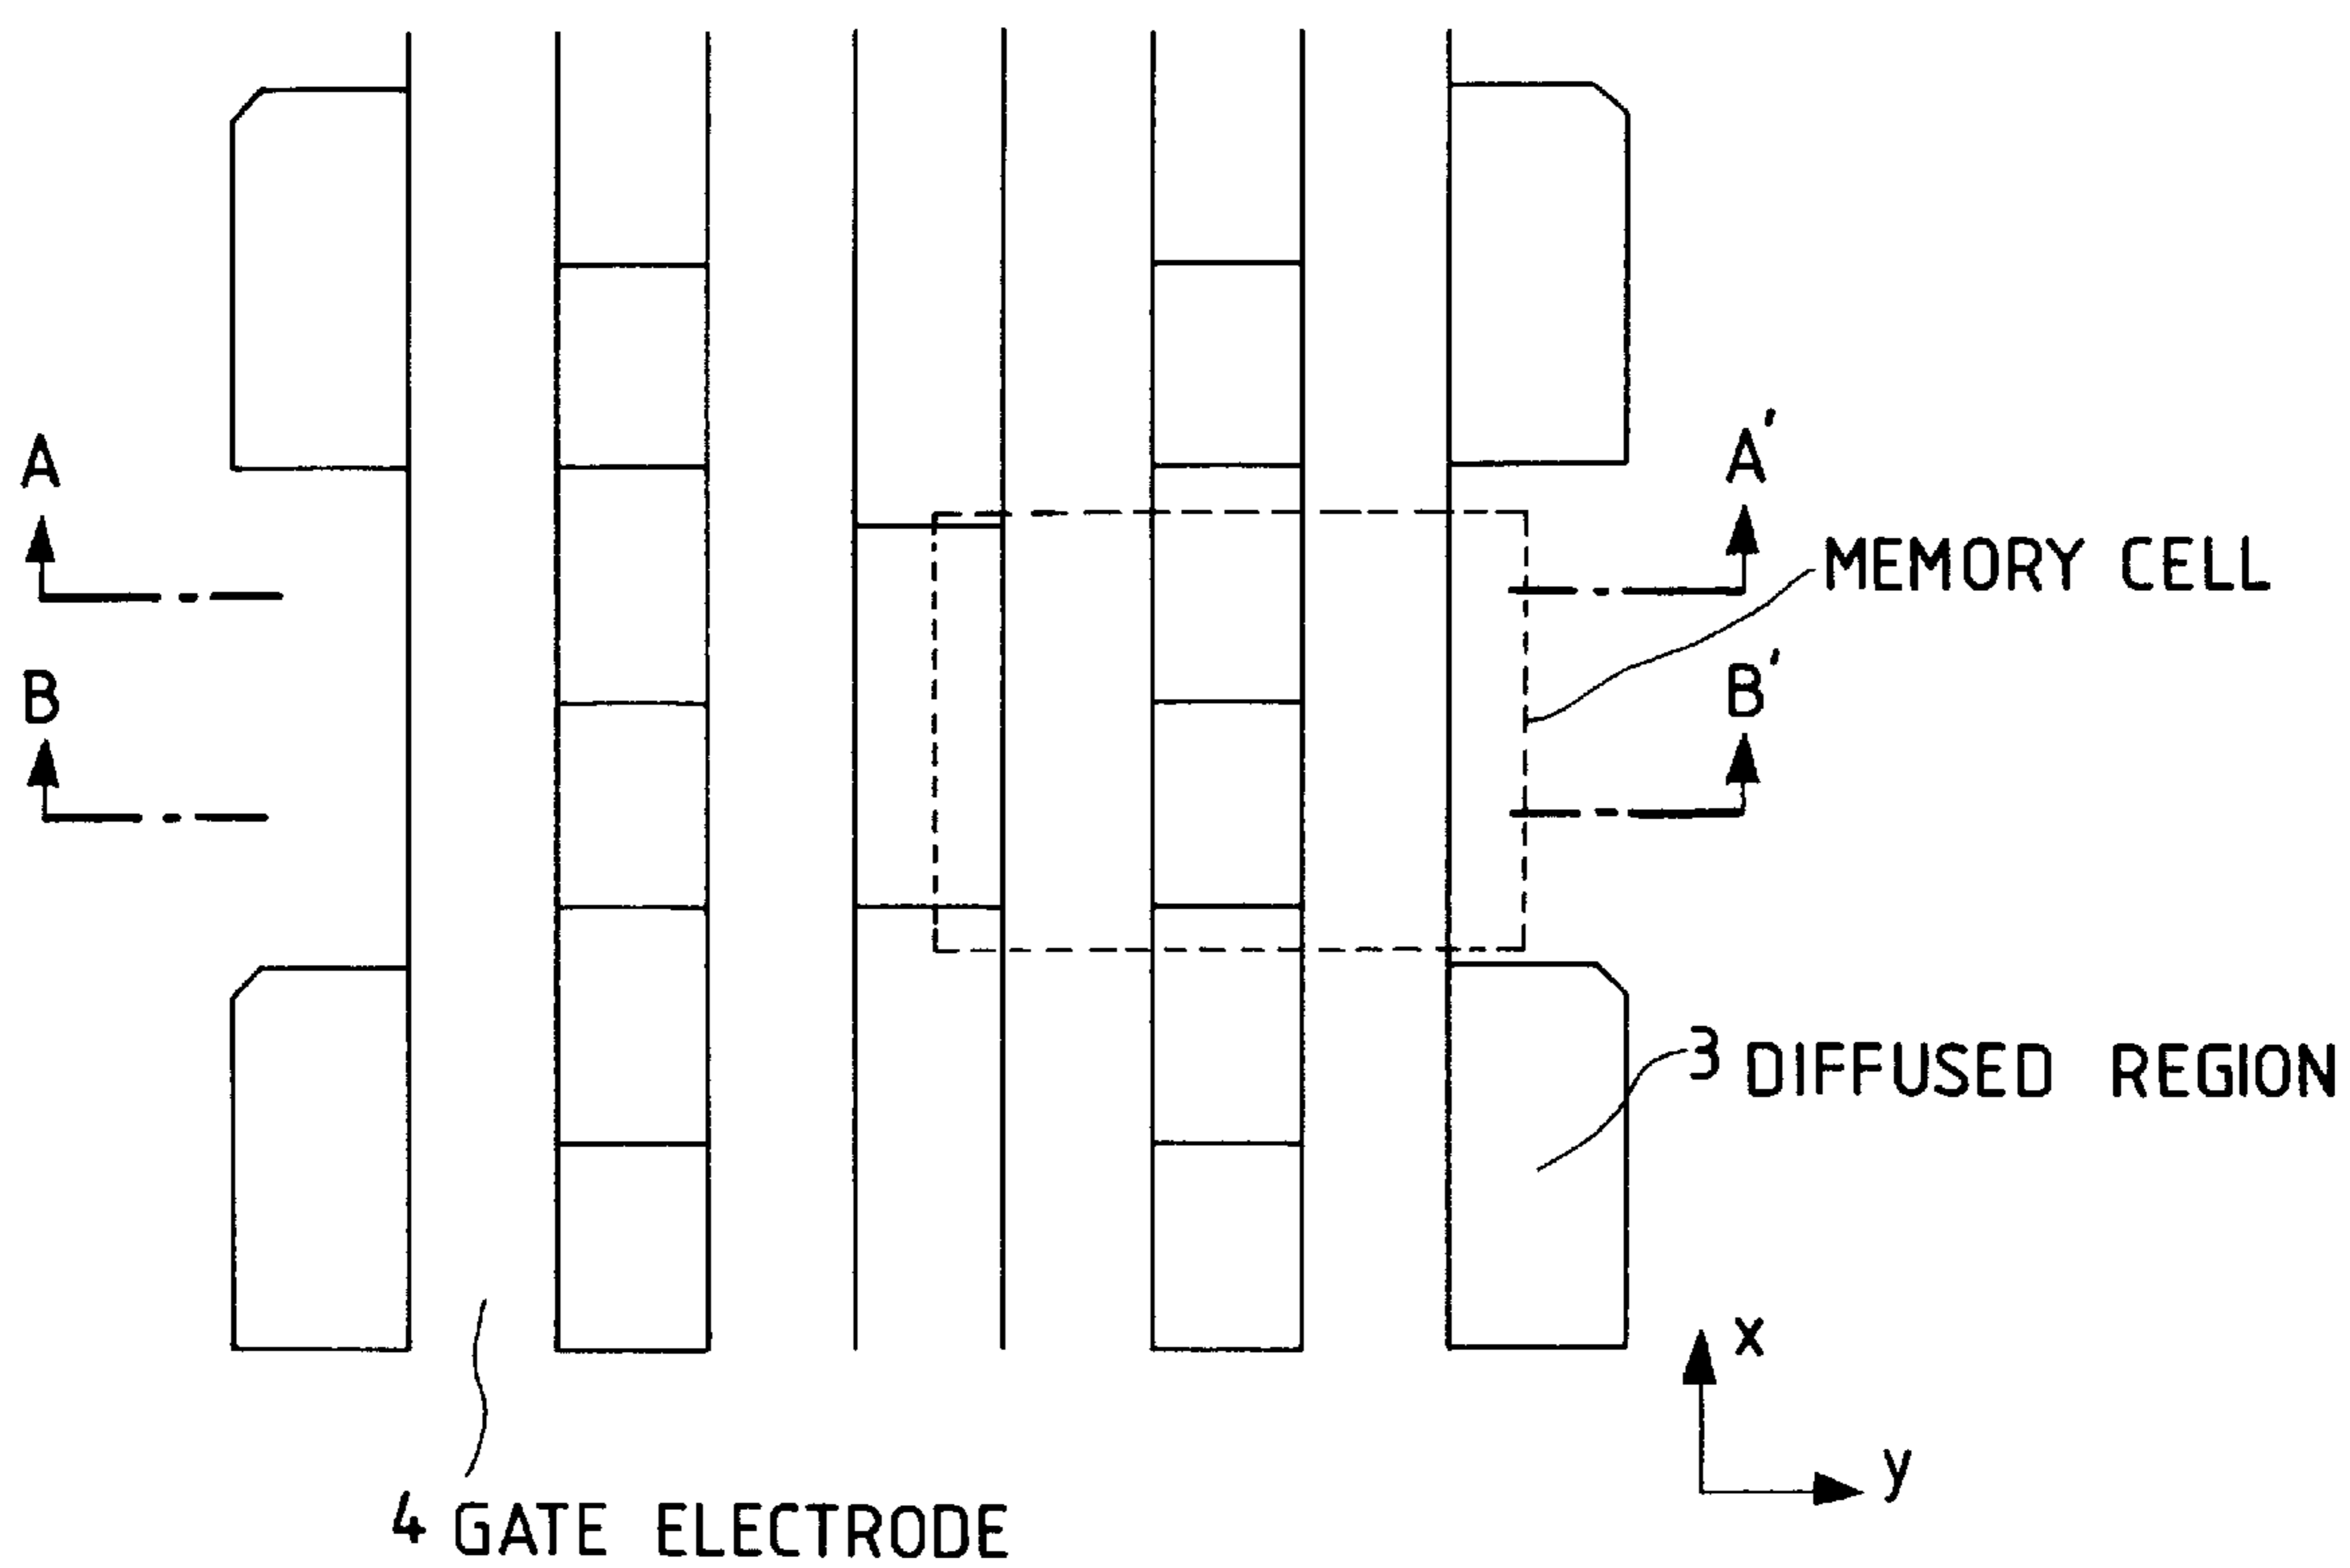 A
A'
MEMORY CELL
B
B'
3 DIFFUSED REGION
x
y
4 GATE ELECTRODE